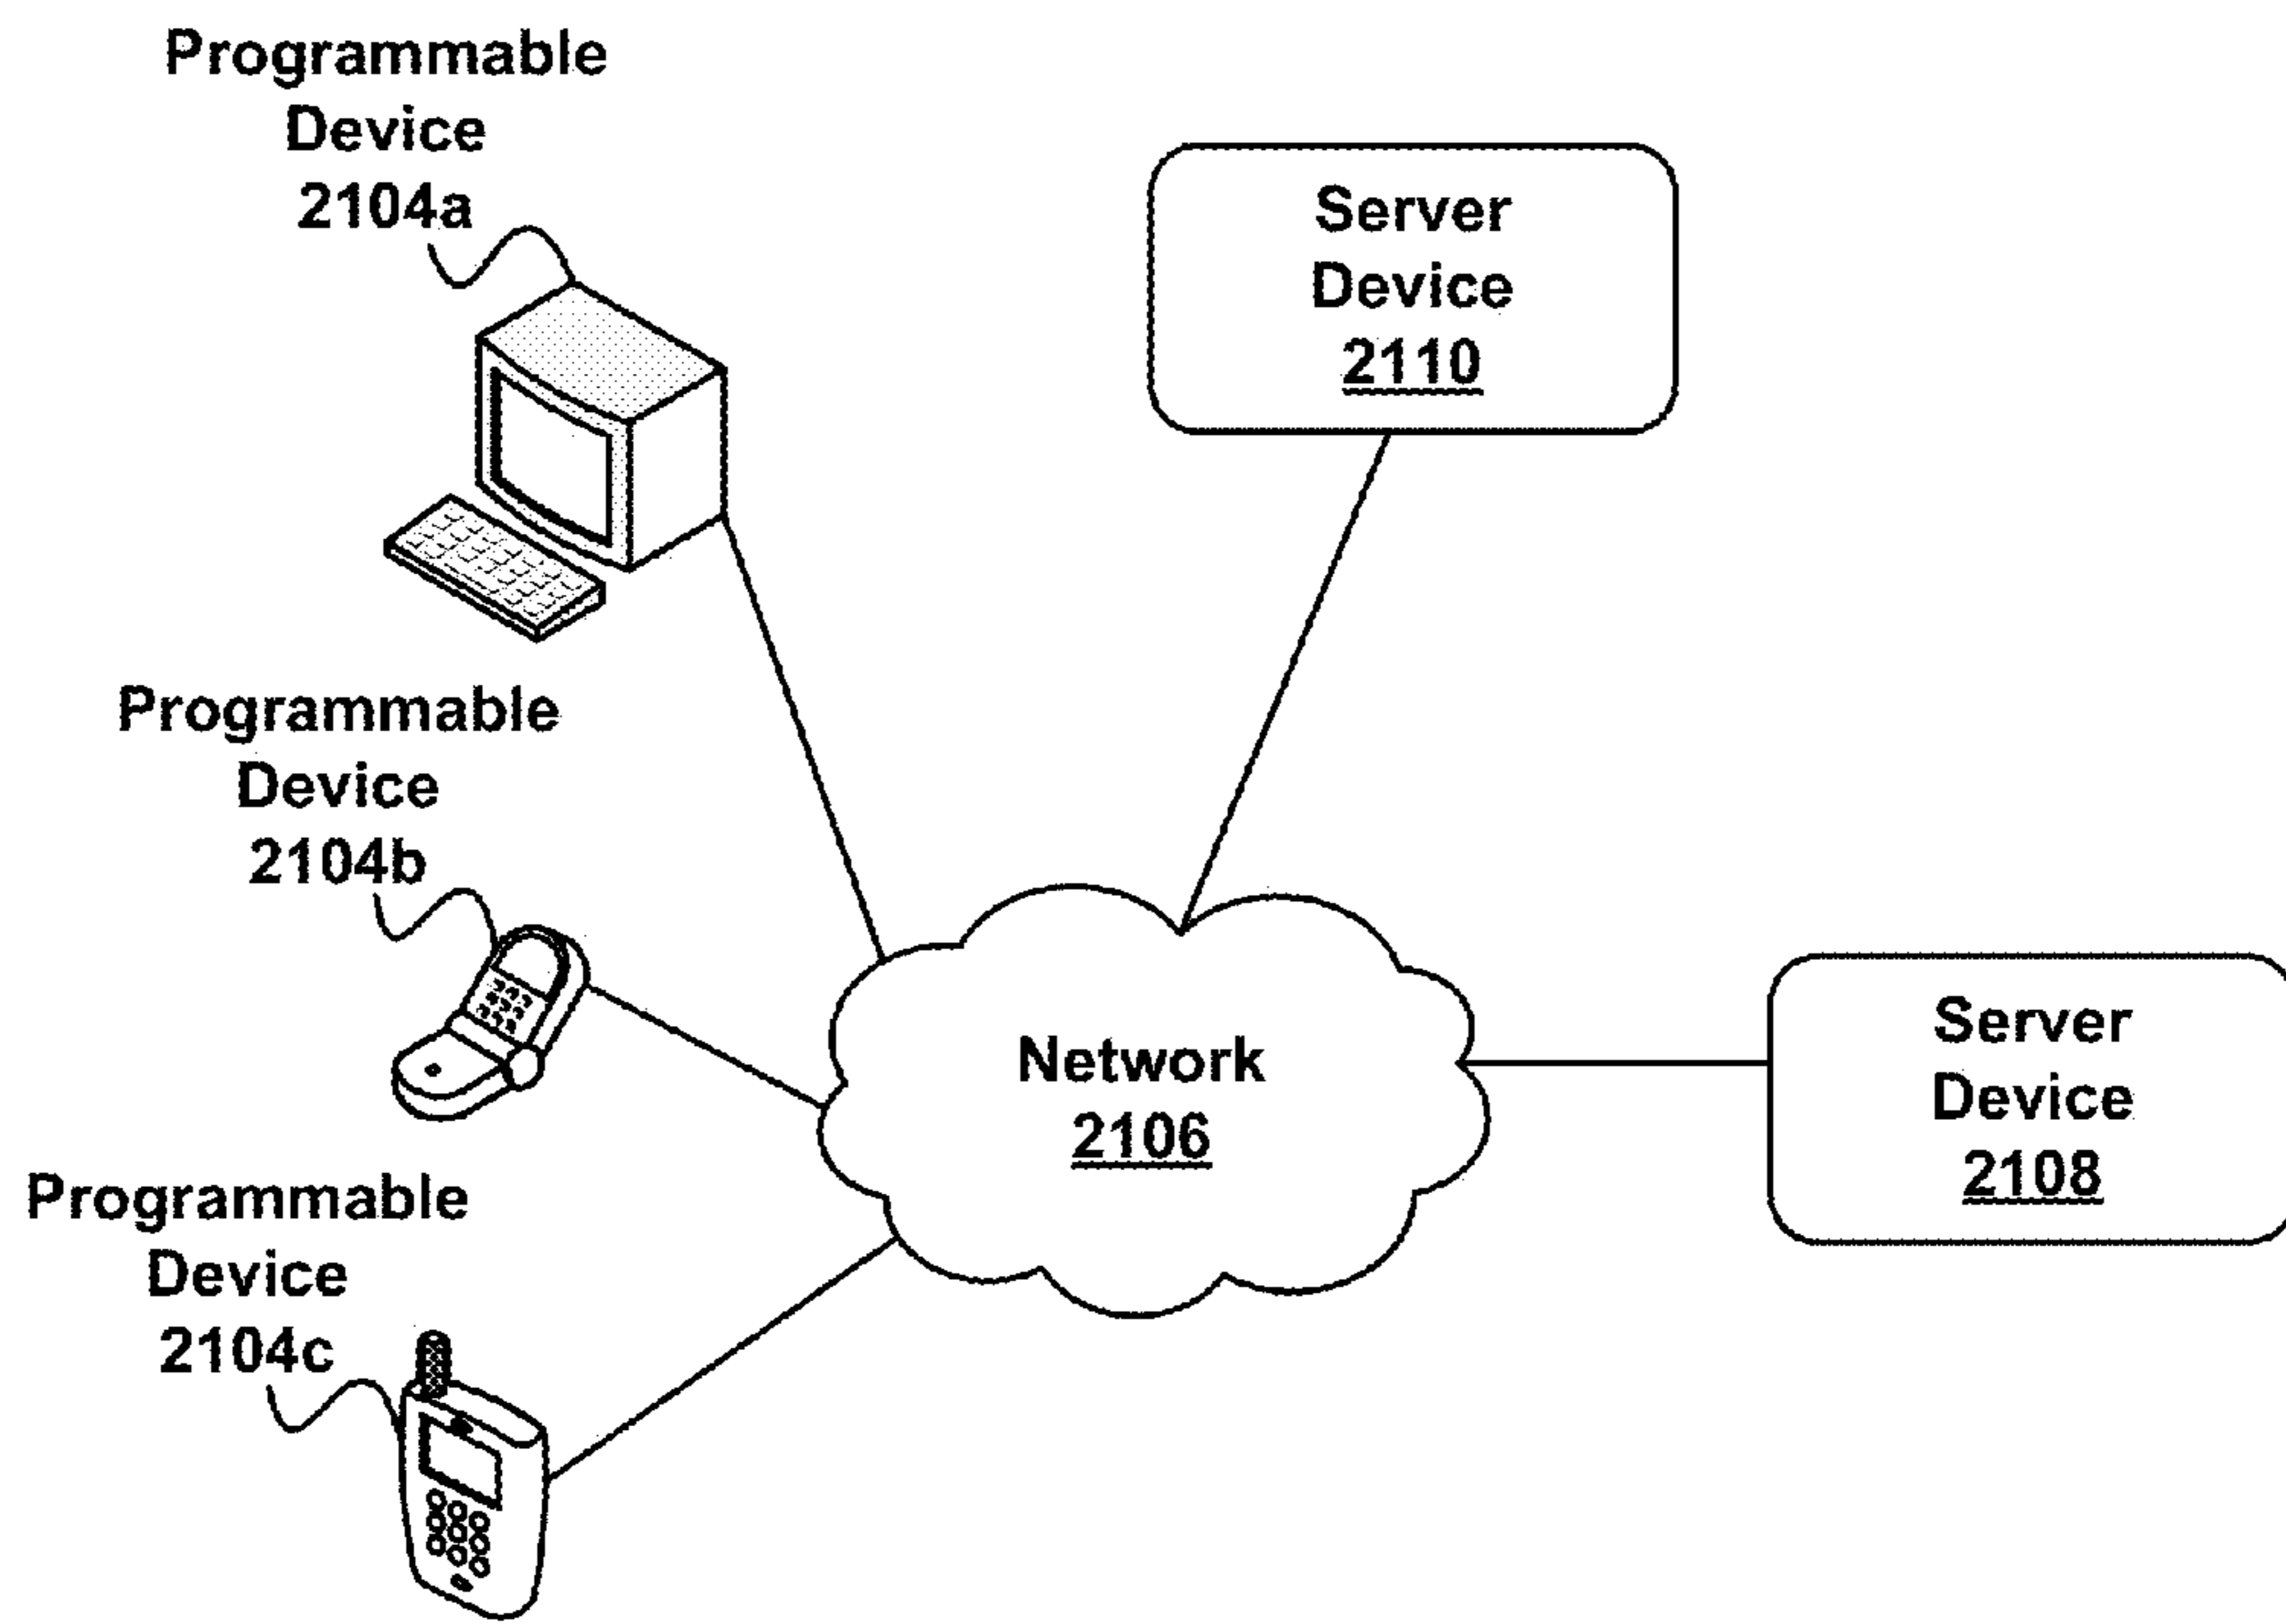 Programmable
Device
2104a
Server
Device
2110
Programmable
Device
2104b
Network
2106
Server
Device
2108
Programmable
Device
2104c